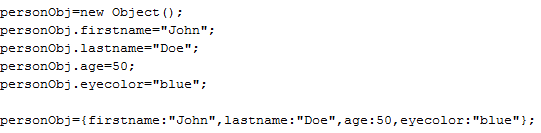 personObj=new Object();
personObj.firstname="John";
personObj.lastname="Doe";
personObj.age=50;
personObj.eyecolor="blue";
personObj={firstname:"John",lastname:"Doe",age:50,eyecolor:"blue"};